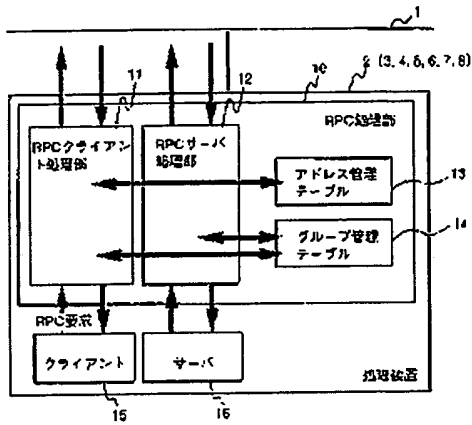 1
2 (3,4,5,6,7,8)
10
11
12
RPC処理部
RPCクライアン
ト処理部
RPCサーバ
処理部
アドレス管理
テーブル
13
グループ管理
テーブル
14
RPC要求
クライアント
サーバ
処理装置
15
16